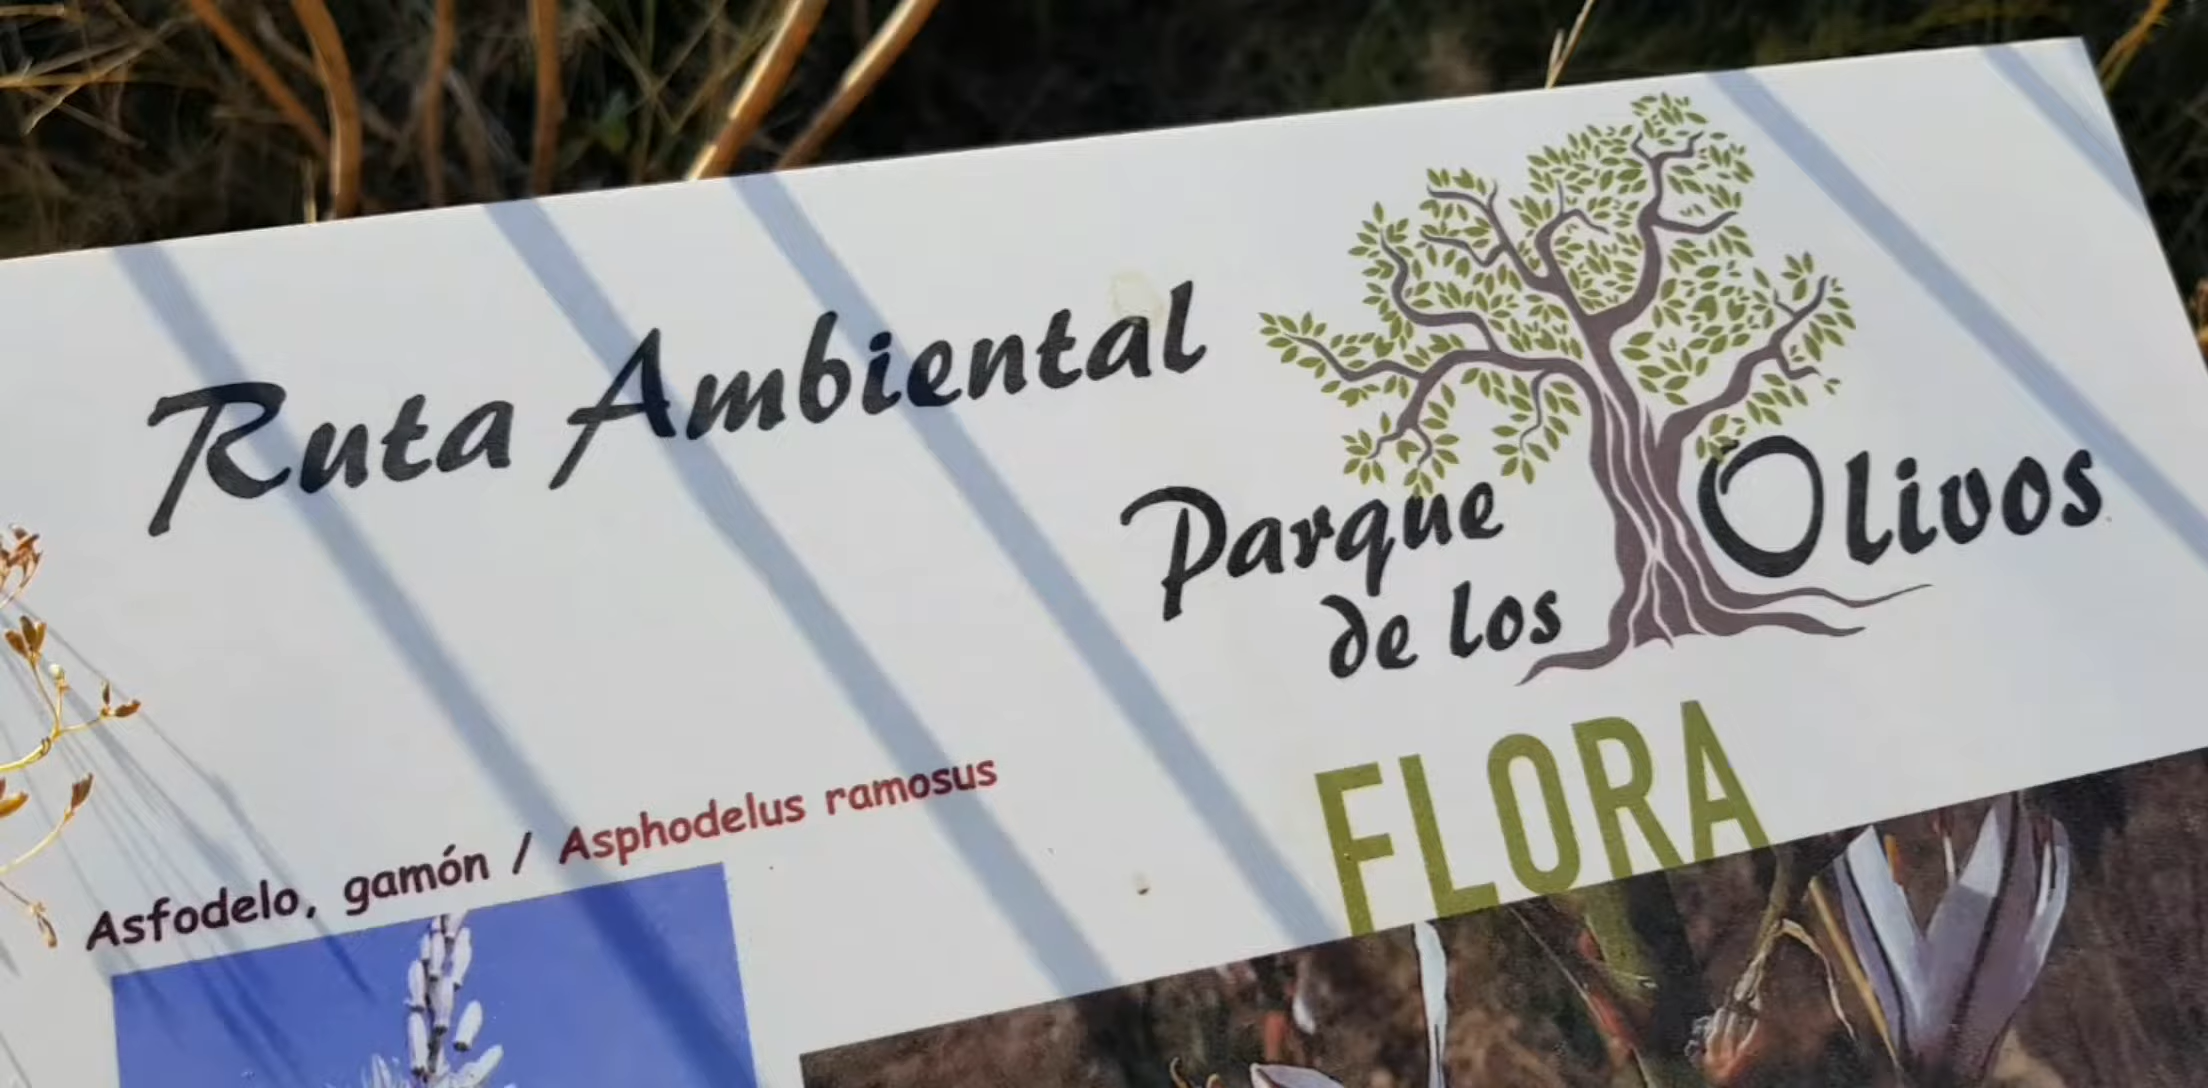 Ruta Ambiental
Parque
de los
Olivos
FLORA
Asfodelo, gamón / Asphodelus ramosus